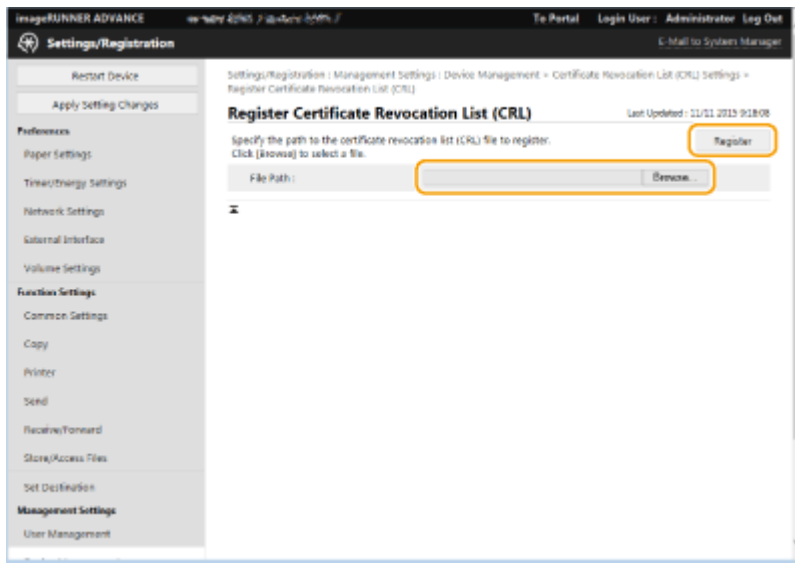 imageRUNNER ADVANCE
To Portal Login User : Administrator Log Out
Settings/Registration
E-Mail to System Manager
Restart Device
Apply Setting Changes
Preferences
Paper Settings
Timer/Energy Settings
Network Settings
External Interface
Volume Settings
Function Settings
Common Settings
Copy
Printer
Send
Receive/Forward
Store/Access Files
Set Destination
Management Settings
User Management
Settings/Registration : Management Settings : Device Management > Certificate Revocation List (CRL) Settings >
Register Certificate Revocation List (CRL)
Register Certificate Revocation List (CRL)
Last Updated : 11/11 2015 9:18:08
Specify the path to the certificate revocation list (CRL) file to register.
Click [Browse] to select a file.
Register
File Path :
Browse...